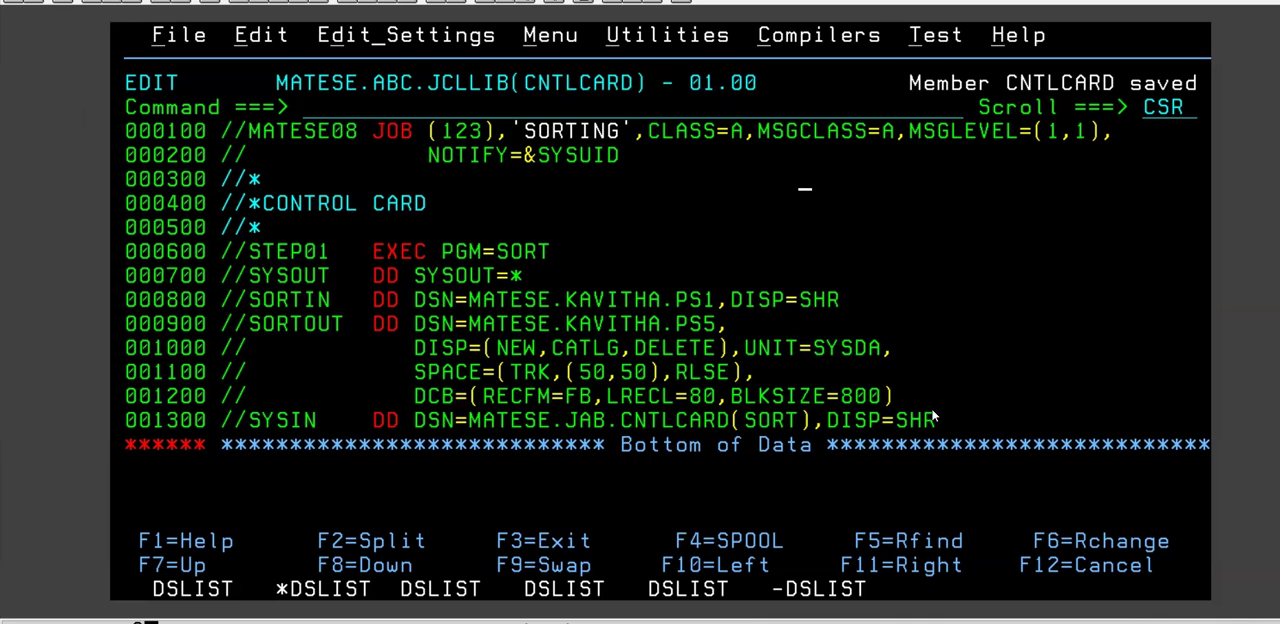 File Edit Edit_Settings Menu Utilities Compilers Test Help
EDIT MATESE.ABC.JCLLIB(CNTLCARD) - 01.00 Member CNTLCARD saved
Command ===> Scroll ===> CSR
000100 //MATESE08 JOB (123),'SORTING',CLASS=A,MSGCLASS=A,MSGLEVEL=(1,1),
000200 // NOTIFY=&SYSUID
000300 //*
000400 //*CONTROL CARD
000500 //*
000600 //STEP01 EXEC PGM=SORT
000700 //SYSOUT DD SYSOUT=*
000800 //SORTIN DD DSN=MATESE.KAVITHA.PS1,DISP=SHR
000900 //SORTOUT DD DSN=MATESE.KAVITHA.PS5,
001000 // DISP=(NEW,CATLG,DELETE),UNIT=SYSDA,
001100 // SPACE=(TRK,(50,50),RLSE),
001200 // DCB=(RECFM=FB,LRECL=80,BLKSIZE=800)
001300 //SYSIN DD DSN=MATESE.JAB.CNTLCARD(SORT),DISP=SHR
****** **************************** Bottom of Data ****************************
F1=Help F2=Split F3=Exit F4=SPOOL F5=Rfind F6=Rchange
F7=Up F8=Down F9=Swap F10=Left F11=Right F12=Cancel
DSLIST *DSLIST DSLIST DSLIST DSLIST -DSLIST